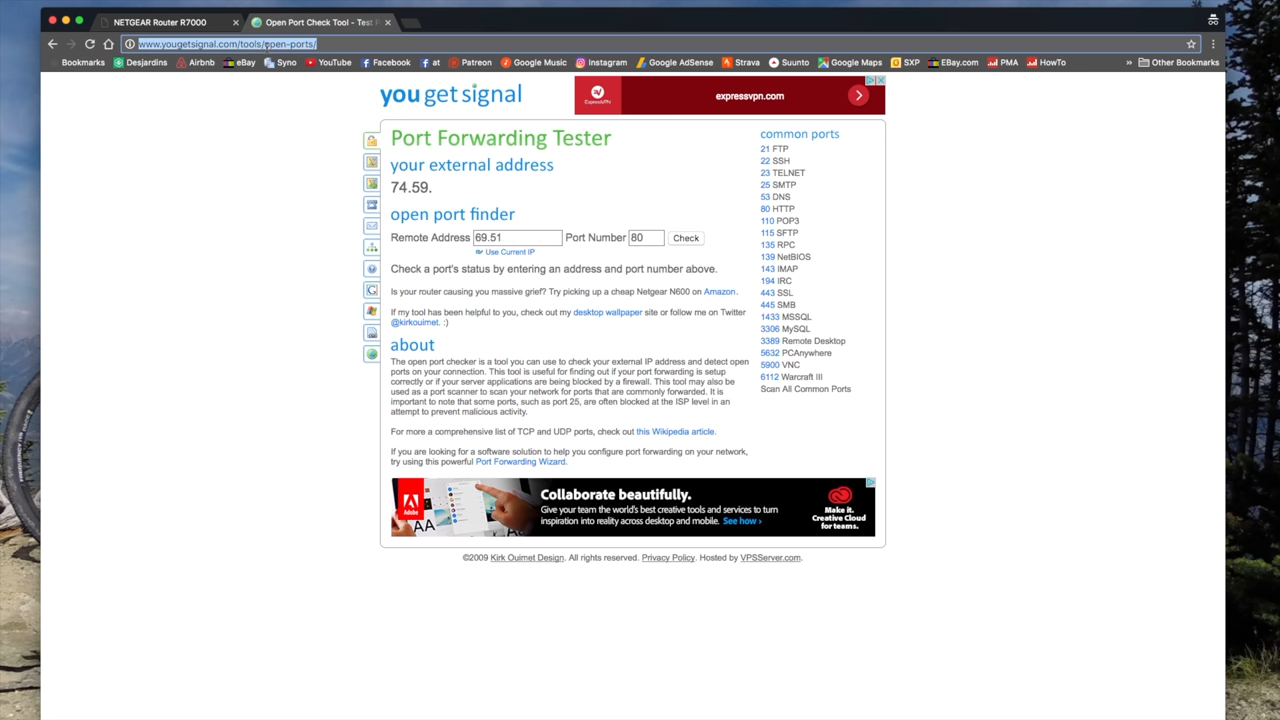 NETGEAR Router R7000
Open Port Check Tool - Test P
www.yougetsignal.com/tools/open-ports/
Bookmarks Desjardins Airbnb eBay Syno YouTube Facebook at Patreon Google Music Instagram Google AdSense Strava Suunto Google Maps SXP EBay.com PMA HowTo » Other Bookmarks
you get signal
ExpressVPN
expressvpn.com
Port Forwarding Tester
your external address
74.59.
open port finder
Remote Address 69.51 Port Number 80 Check
Use Current IP
Check a port's status by entering an address and port number above.
Is your router causing you massive grief? Try picking up a cheap Netgear N600 on Amazon.
If my tool has been helpful to you, check out my desktop wallpaper site or follow me on Twitter
@kirkouimet. :)
about
The open port checker is a tool you can use to check your external IP address and detect open
ports on your connection. This tool is useful for finding out if your port forwarding is setup
correctly or if your server applications are being blocked by a firewall. This tool may also be
used as a port scanner to scan your network for ports that are commonly forwarded. It is
important to note that some ports, such as port 25, are often blocked at the ISP level in an
attempt to prevent malicious activity.
For more a comprehensive list of TCP and UDP ports, check out this Wikipedia article.
If you are looking for a software solution to help you configure port forwarding on your network,
try using this powerful Port Forwarding Wizard.
common ports
21 FTP
22 SSH
23 TELNET
25 SMTP
53 DNS
80 HTTP
110 POP3
115 SFTP
135 RPC
139 NetBIOS
143 IMAP
194 IRC
443 SSL
445 SMB
1433 MSSQL
3306 MySQL
3389 Remote Desktop
5632 PCAnywhere
5900 VNC
6112 Warcraft III
Scan All Common Ports
Adobe
AA
Collaborate beautifully.
Give your team the world's best creative tools and services to turn
inspiration into reality across desktop and mobile. See how ›
Make it.
Creative Cloud
for teams.
©2009 Kirk Ouimet Design. All rights reserved. Privacy Policy. Hosted by VPSServer.com.